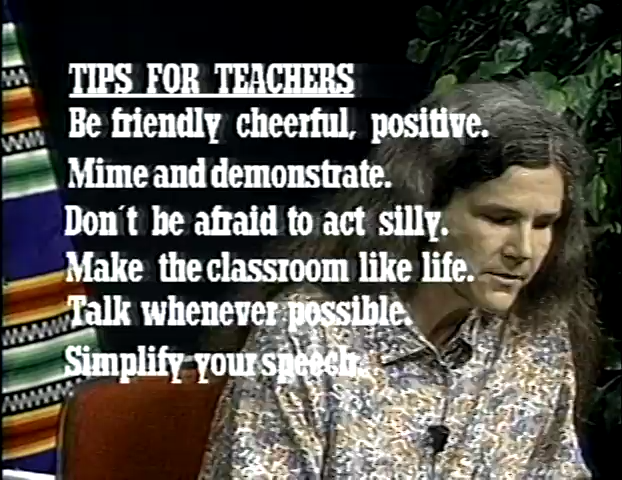 TIPS FOR TEACHERS
Be friendly cheerful, positive.
Mime and demonstrate.
Don´t be afraid to act silly.
Make the classroom like life.
Talk whenever possible.
Simplify your speech.